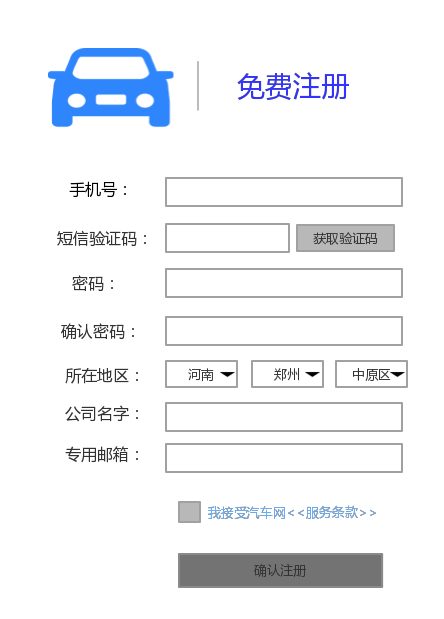 免费注册
手机号：
短信验证码： 获取验证码
密码：
确认密码：
所在地区： 河南 郑州 中原区
公司名字：
专用邮箱：
我接受汽车网<<服务条款>>
确认注册